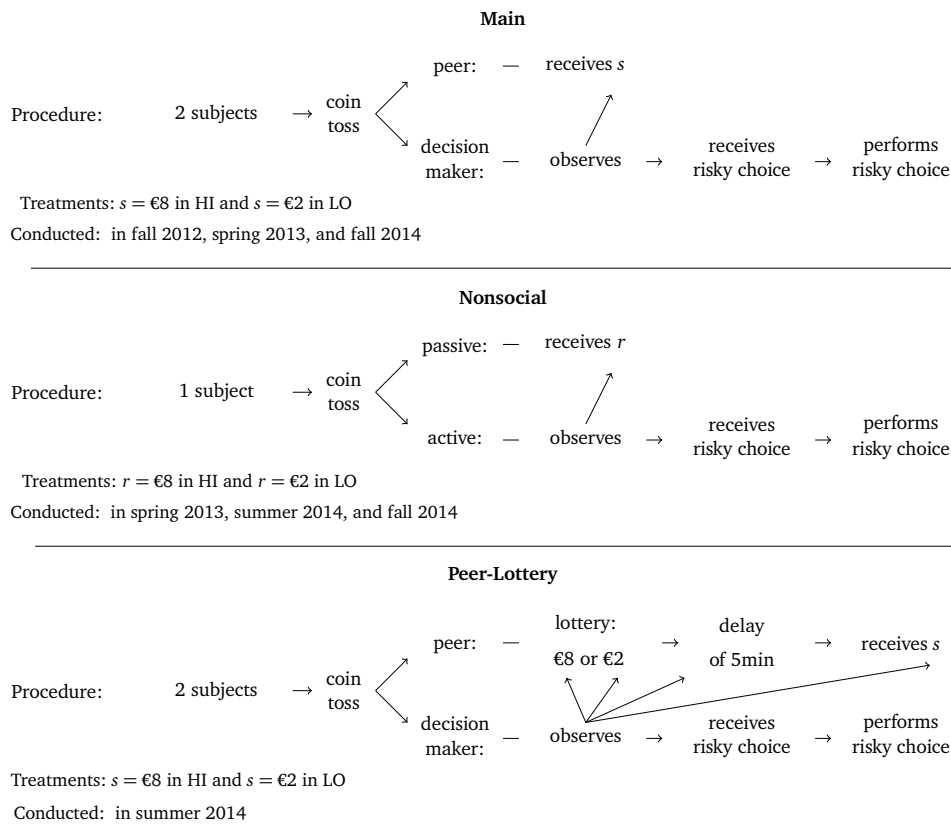 Main
peer: — receives s
Procedure: 2 subjects → coin toss
decision maker: — observes → receives risky choice → performs risky choice
Treatments: s = €8 in HI and s = €2 in LO
Conducted: in fall 2012, spring 2013, and fall 2014
Nonsocial
passive: — receives r
Procedure: 1 subject → coin toss
active: — observes → receives risky choice → performs risky choice
Treatments: r = €8 in HI and r = €2 in LO
Conducted: in spring 2013, summer 2014, and fall 2014
Peer-Lottery
peer: — lottery: €8 or €2 → delay of 5min → receives s
Procedure: 2 subjects → coin toss
decision maker: — observes → receives risky choice → performs risky choice
Treatments: s = €8 in HI and s = €2 in LO
Conducted: in summer 2014